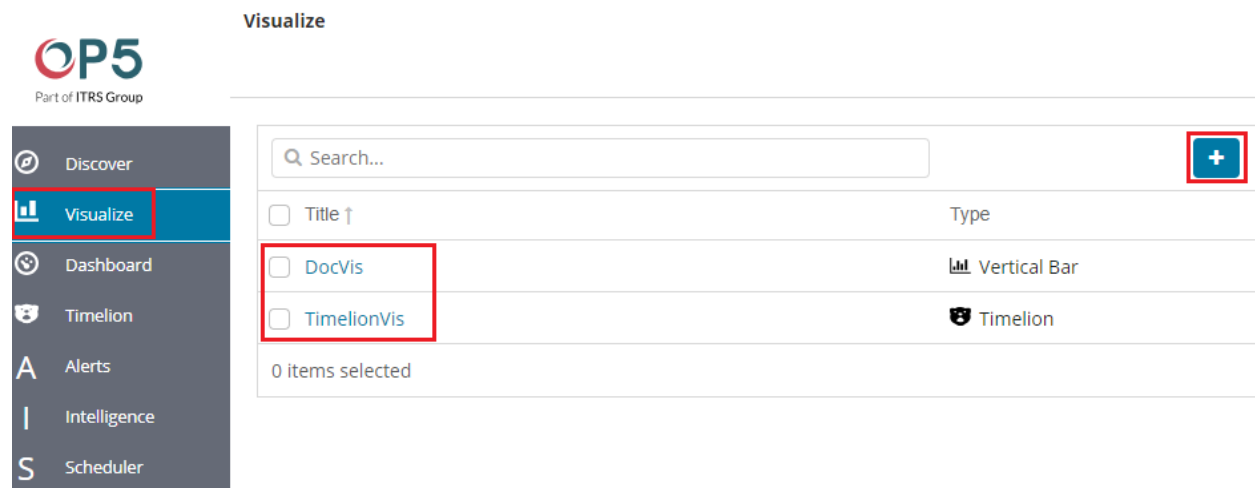 Visualize
OP5
Part of ITRS Group
Discover
Visualize
Dashboard
Timelion
A Alerts
I Intelligence
S Scheduler
Search...
+
Title ↑ Type
DocVis Vertical Bar
TimelionVis Timelion
0 items selected